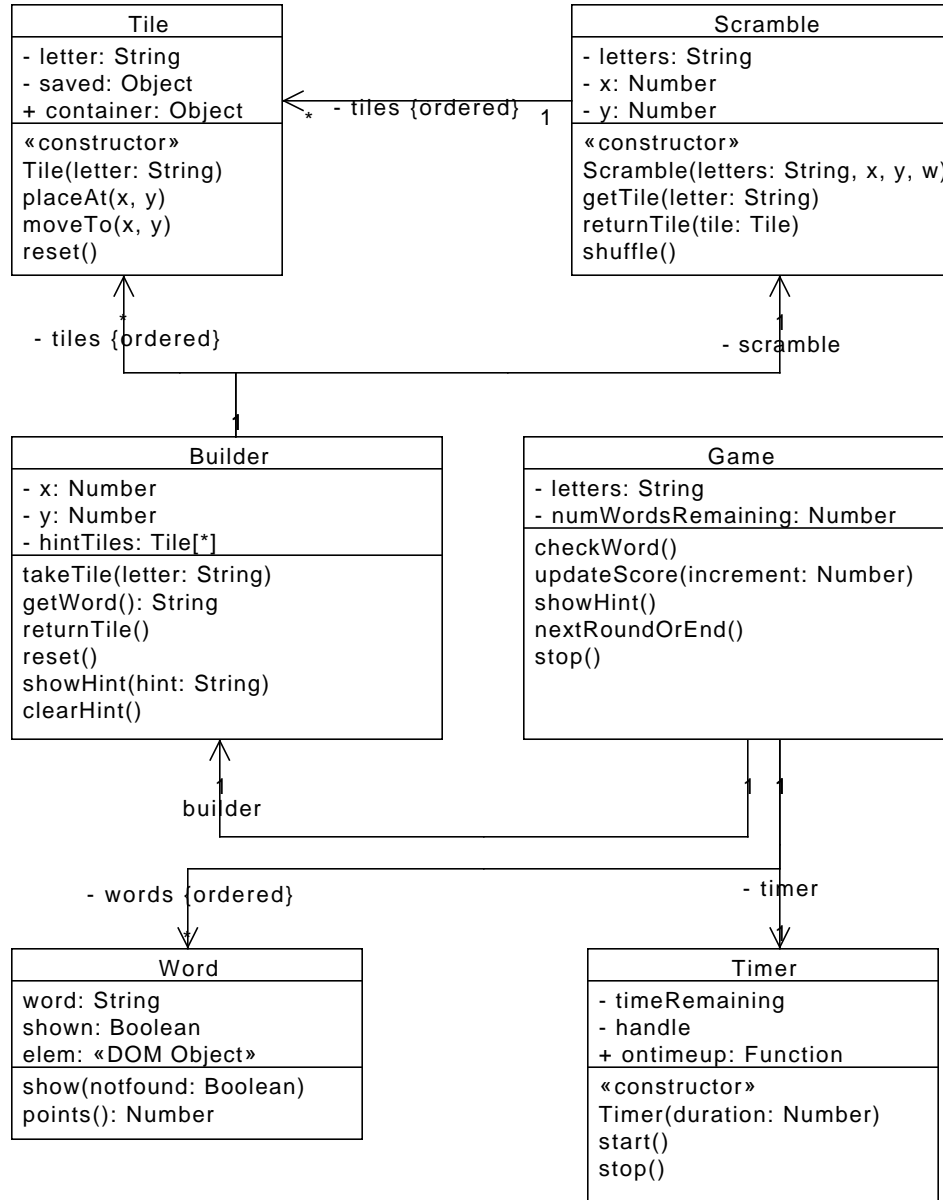 Tile
- letter: String
- saved: Object
+ container: Object
«constructor»
Tile(letter: String)
placeAt(x, y)
moveTo(x, y)
reset()
* - tiles {ordered} 1
Scramble
- letters: String
- x: Number
- y: Number
«constructor»
Scramble(letters: String, x, y, w)
getTile(letter: String)
returnTile(tile: Tile)
shuffle()
*
- tiles {ordered}
1
- scramble
1
Builder
- x: Number
- y: Number
- hintTiles: Tile[*]
takeTile(letter: String)
getWord(): String
returnTile()
reset()
showHint(hint: String)
clearHint()
Game
- letters: String
- numWordsRemaining: Number
checkWord()
updateScore(increment: Number)
showHint()
nextRoundOrEnd()
stop()
1 1 1
builder
- words {ordered}
*
- timer
1
Word
word: String
shown: Boolean
elem: «DOM Object»
show(notfound: Boolean)
points(): Number
Timer
- timeRemaining
- handle
+ ontimeup: Function
«constructor»
Timer(duration: Number)
start()
stop()